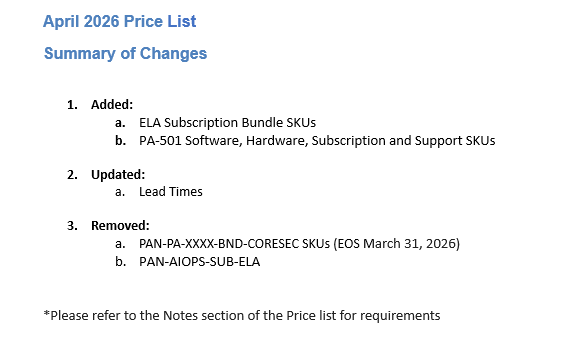 April 2026 Price List
Summary of Changes
1. Added:
a. ELA Subscription Bundle SKUs
b. PA-501 Software, Hardware, Subscription and Support SKUs
2. Updated:
a. Lead Times
3. Removed:
a. PAN-PA-XXXX-BND-CORESEC SKUs (EOS March 31, 2026)
b. PAN-AIOPS-SUB-ELA
*Please refer to the Notes section of the Price list for requirements